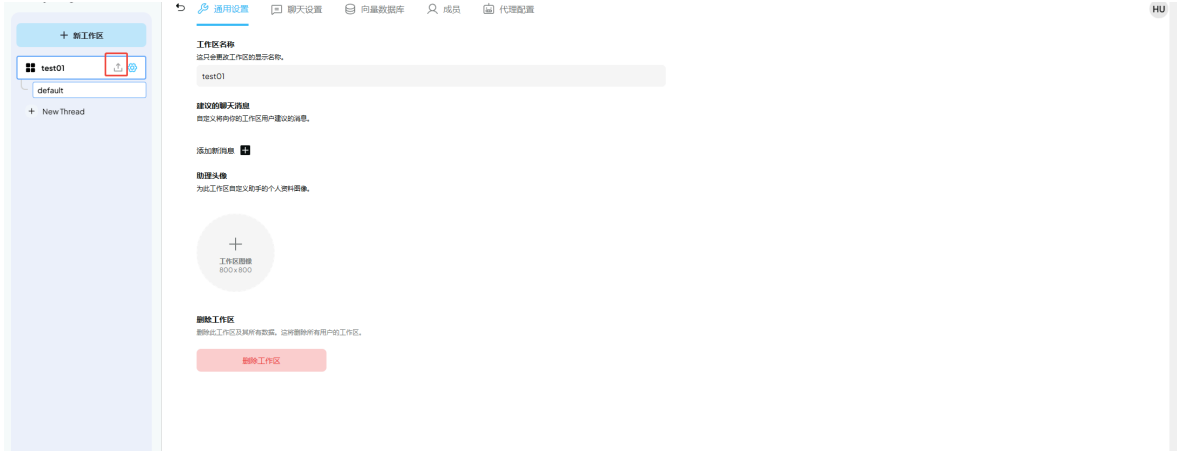 + 新工作区
test01
default
+ New Thread
通用设置
聊天设置
向量数据库
成员
代理配置
HU
工作区名称
这只会更改工作区的显示名称。
test01
建议的聊天消息
自定义将向你的工作区用户建议的消息。
添加新消息
助理头像
为此工作区自定义助手的个人资料图像。
工作区图像
800 x 800
删除工作区
删除此工作区及其所有数据。这将删除所有用户的工作区。
删除工作区